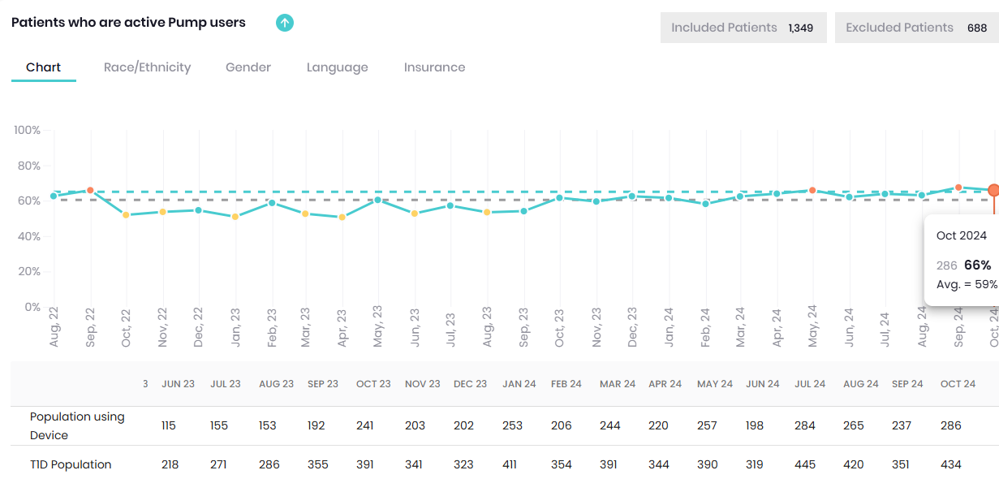 Patients who are active Pump users
Included Patients 1,349
Excluded Patients 688
Chart Race/Ethnicity Gender Language Insurance
100%
80%
60%
40%
20%
0%
Oct 2024
286 66%
Avg. = 59%
Aug, 22 Sep, 22 Oct, 22 Nov, 22 Dec, 22 Jan, 23 Feb, 23 Mar, 23 Apr, 23 May, 23 Jun, 23 Jul, 23 Aug, 23 Sep, 23 Oct, 23 Nov, 23 Dec, 23 Jan, 24 Feb, 24 Mar, 24 Apr, 24 May, 24 Jun, 24 Jul, 24 Aug, 24 Sep, 24 Oct, 24
3 JUN 23 JUL 23 AUG 23 SEP 23 OCT 23 NOV 23 DEC 23 JAN 24 FEB 24 MAR 24 APR 24 MAY 24 JUN 24 JUL 24 AUG 24 SEP 24 OCT 24
Population using
Device
115 155 153 192 241 203 202 253 206 244 220 257 198 284 265 237 286
T1D Population 218 271 286 355 391 341 323 411 354 391 344 390 319 445 420 351 434